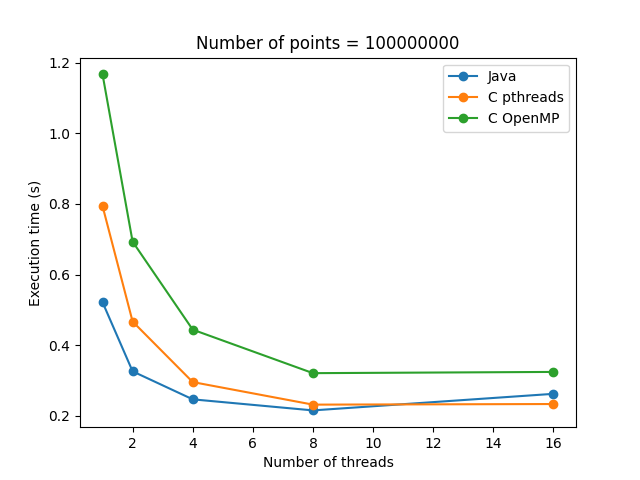 Number of points = 100000000
Java
C pthreads
C OpenMP
Execution time (s)
1.2
1.0
0.8
0.6
0.4
0.2
2 4 6 8 10 12 14 16
Number of threads